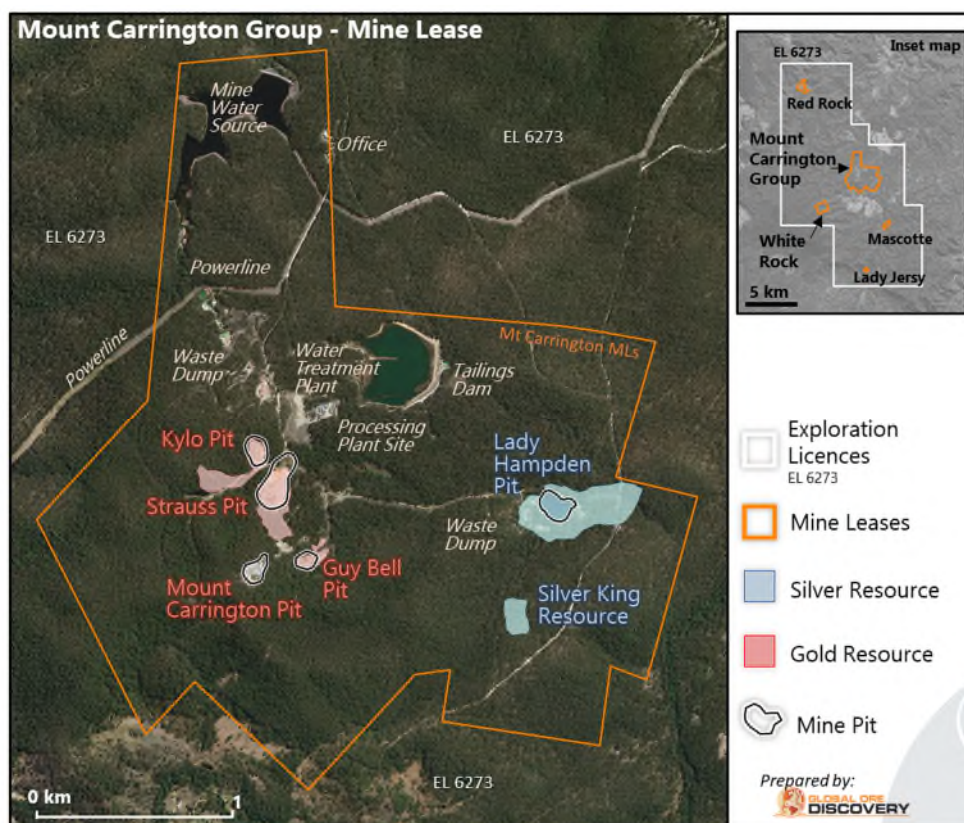 Mount Carrington Group - Mine Lease
Mine
Water
Source
Office
EL 6273
EL 6273
Powerline
Powerline
Mt Carrington MLs
Waste
Dump
Water
Treatment
Plant
Tailings
Dam
Processing
Plant Site
Kylo Pit
Strauss Pit
Lady
Hampden
Pit
Waste
Dump
Mount
Carrington Pit
Guy Bell
Pit
Silver King
Resource
EL 6273
0 km
1
EL 6273
Inset map
Red Rock
Mount
Carrington
Group
White
Rock
Mascotte
Lady Jersy
5 km
Exploration
Licences
EL 6273
Mine Leases
Silver Resource
Gold Resource
Mine Pit
Prepared by:
GLOBAL ORE
DISCOVERY